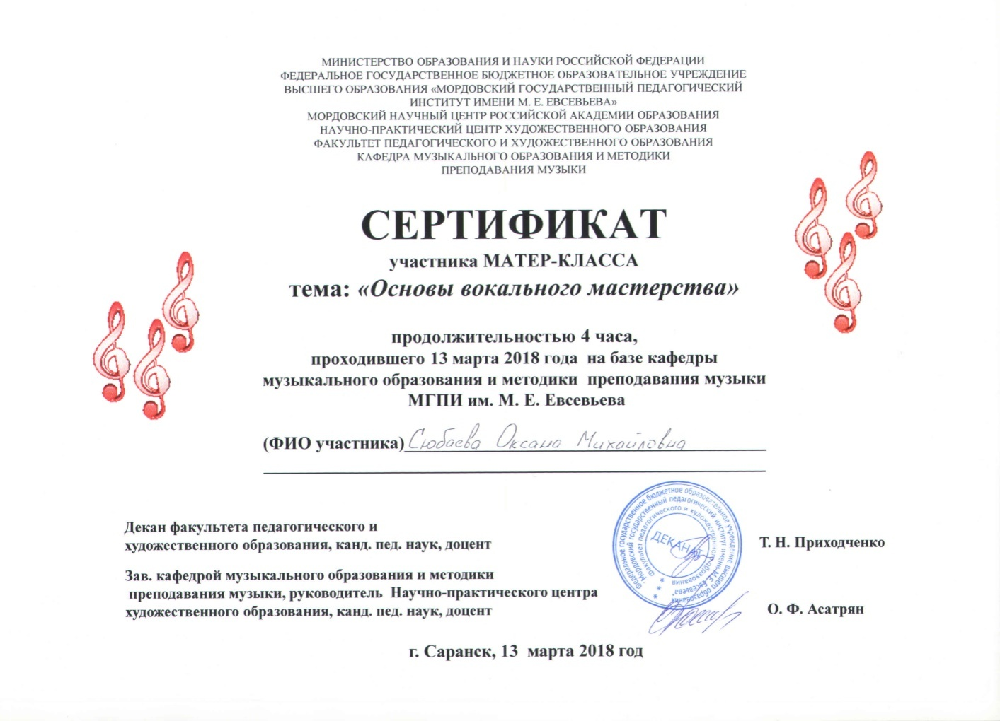 МИНИСТЕРСТВО ОБРАЗОВАНИЯ И НАУКИ РОССИЙСКОЙ ФЕДЕРАЦИИ
ФЕДЕРАЛЬНОЕ ГОСУДАРСТВЕННОЕ БЮДЖЕТНОЕ ОБРАЗОВАТЕЛЬНОЕ УЧРЕЖДЕНИЕ
ВЫСШЕГО ОБРАЗОВАНИЯ «МОРДОВСКИЙ ГОСУДАРСТВЕННЫЙ ПЕДАГОГИЧЕСКИЙ
ИНСТИТУТ ИМЕНИ М. Е. ЕВСЕВЬЕВА»
МОРДОВСКИЙ НАУЧНЫЙ ЦЕНТР РОССИЙСКОЙ АКАДЕМИИ ОБРАЗОВАНИЯ
НАУЧНО-ПРАКТИЧЕСКИЙ ЦЕНТР ХУДОЖЕСТВЕННОГО ОБРАЗОВАНИЯ
ФАКУЛЬТЕТ ПЕДАГОГИЧЕСКОГО И ХУДОЖЕСТВЕННОГО ОБРАЗОВАНИЯ
КАФЕДРА МУЗЫКАЛЬНОГО ОБРАЗОВАНИЯ И МЕТОДИКИ
ПРЕПОДАВАНИЯ МУЗЫКИ
СЕРТИФИКАТ
участника МАТЕР-КЛАССА
тема: «Основы вокального мастерства»
продолжительностью 4 часа,
проходившего 13 марта 2018 года на базе кафедры
музыкального образования и методики преподавания музыки
МГПИ им. М. Е. Евсевьева
(ФИО участника) Сюбаева Оксана Михайловна
Декан факультета педагогического и
художественного образования, канд. пед. наук, доцент
Т. Н. Приходченко
Зав. кафедрой музыкального образования и методики
преподавания музыки, руководитель Научно-практического центра
художественного образования, канд. пед. наук, доцент
О. Ф. Асатрян
Федеральное государственное бюджетное образовательное учреждение высшего образования
"Мордовский государственный педагогический институт имени М.Е. Евсевьева"
Факультет педагогического и художественного образования
ДЕКАНАТ
г. Саранск, 13 марта 2018 год